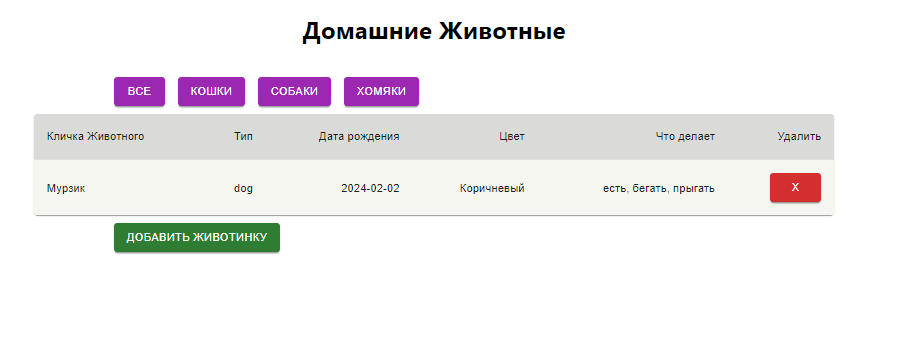 Домашние Животные
ВСЕ КОШКИ СОБАКИ ХОМЯКИ
Кличка Животного Тип Дата рождения Цвет Что делает Удалить
Мурзик dog 2024-02-02 Коричневый есть, бегать, прыгать X
ДОБАВИТЬ ЖИВОТИНКУ